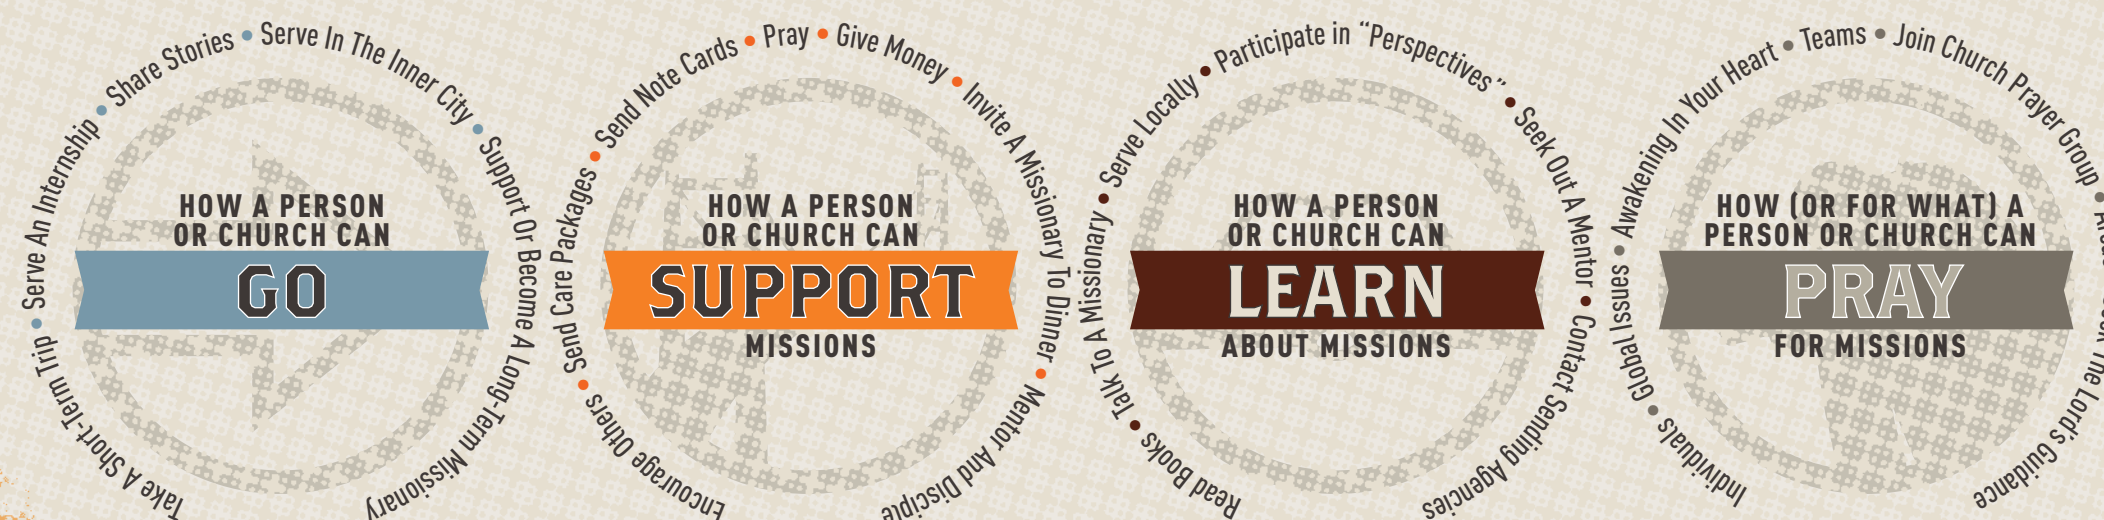 Take A Short-Term Trip • Serve An Internship • Share Stories • Serve In The Inner City • Support Or Become A Long-Term Missionary
HOW A PERSON
OR CHURCH CAN
GO
Encourage Others • Send Care Packages • Send Note Cards • Pray • Give Money • Invite A Missionary To Dinner • Mentor And Disciple
HOW A PERSON
OR CHURCH CAN
SUPPORT
MISSIONS
Read Books • Talk To A Missionary • Serve Locally • Participate in “Perspectives” • Seek Out A Mentor • Contact Sending Agencies
HOW A PERSON
OR CHURCH CAN
LEARN
ABOUT MISSIONS
Individuals • Global Issues • Awakening In Your Heart • Teams • Join Church Prayer Group •
The Lord's Guidance
HOW (OR FOR WHAT) A
PERSON OR CHURCH CAN
PRAY
FOR MISSIONS